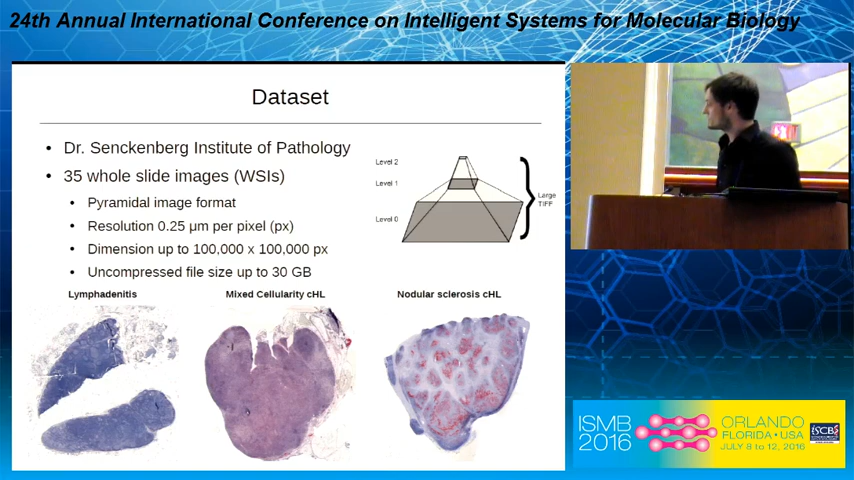 24th Annual International Conference on Intelligent Systems for Molecular Biology
Dataset
• Dr. Senckenberg Institute of Pathology
• 35 whole slide images (WSIs)
• Pyramidal image format
• Resolution 0.25 µm per pixel (px)
• Dimension up to 100,000 x 100,000 px
• Uncompressed file size up to 30 GB
Level 2
Level 1
Level 0
Large
TIFF
Lymphadenitis
Mixed Cellularity cHL
Nodular sclerosis cHL
ISMB
2016
ORLANDO
FLORIDA • USA
JULY 8 to 12, 2016
ISCB